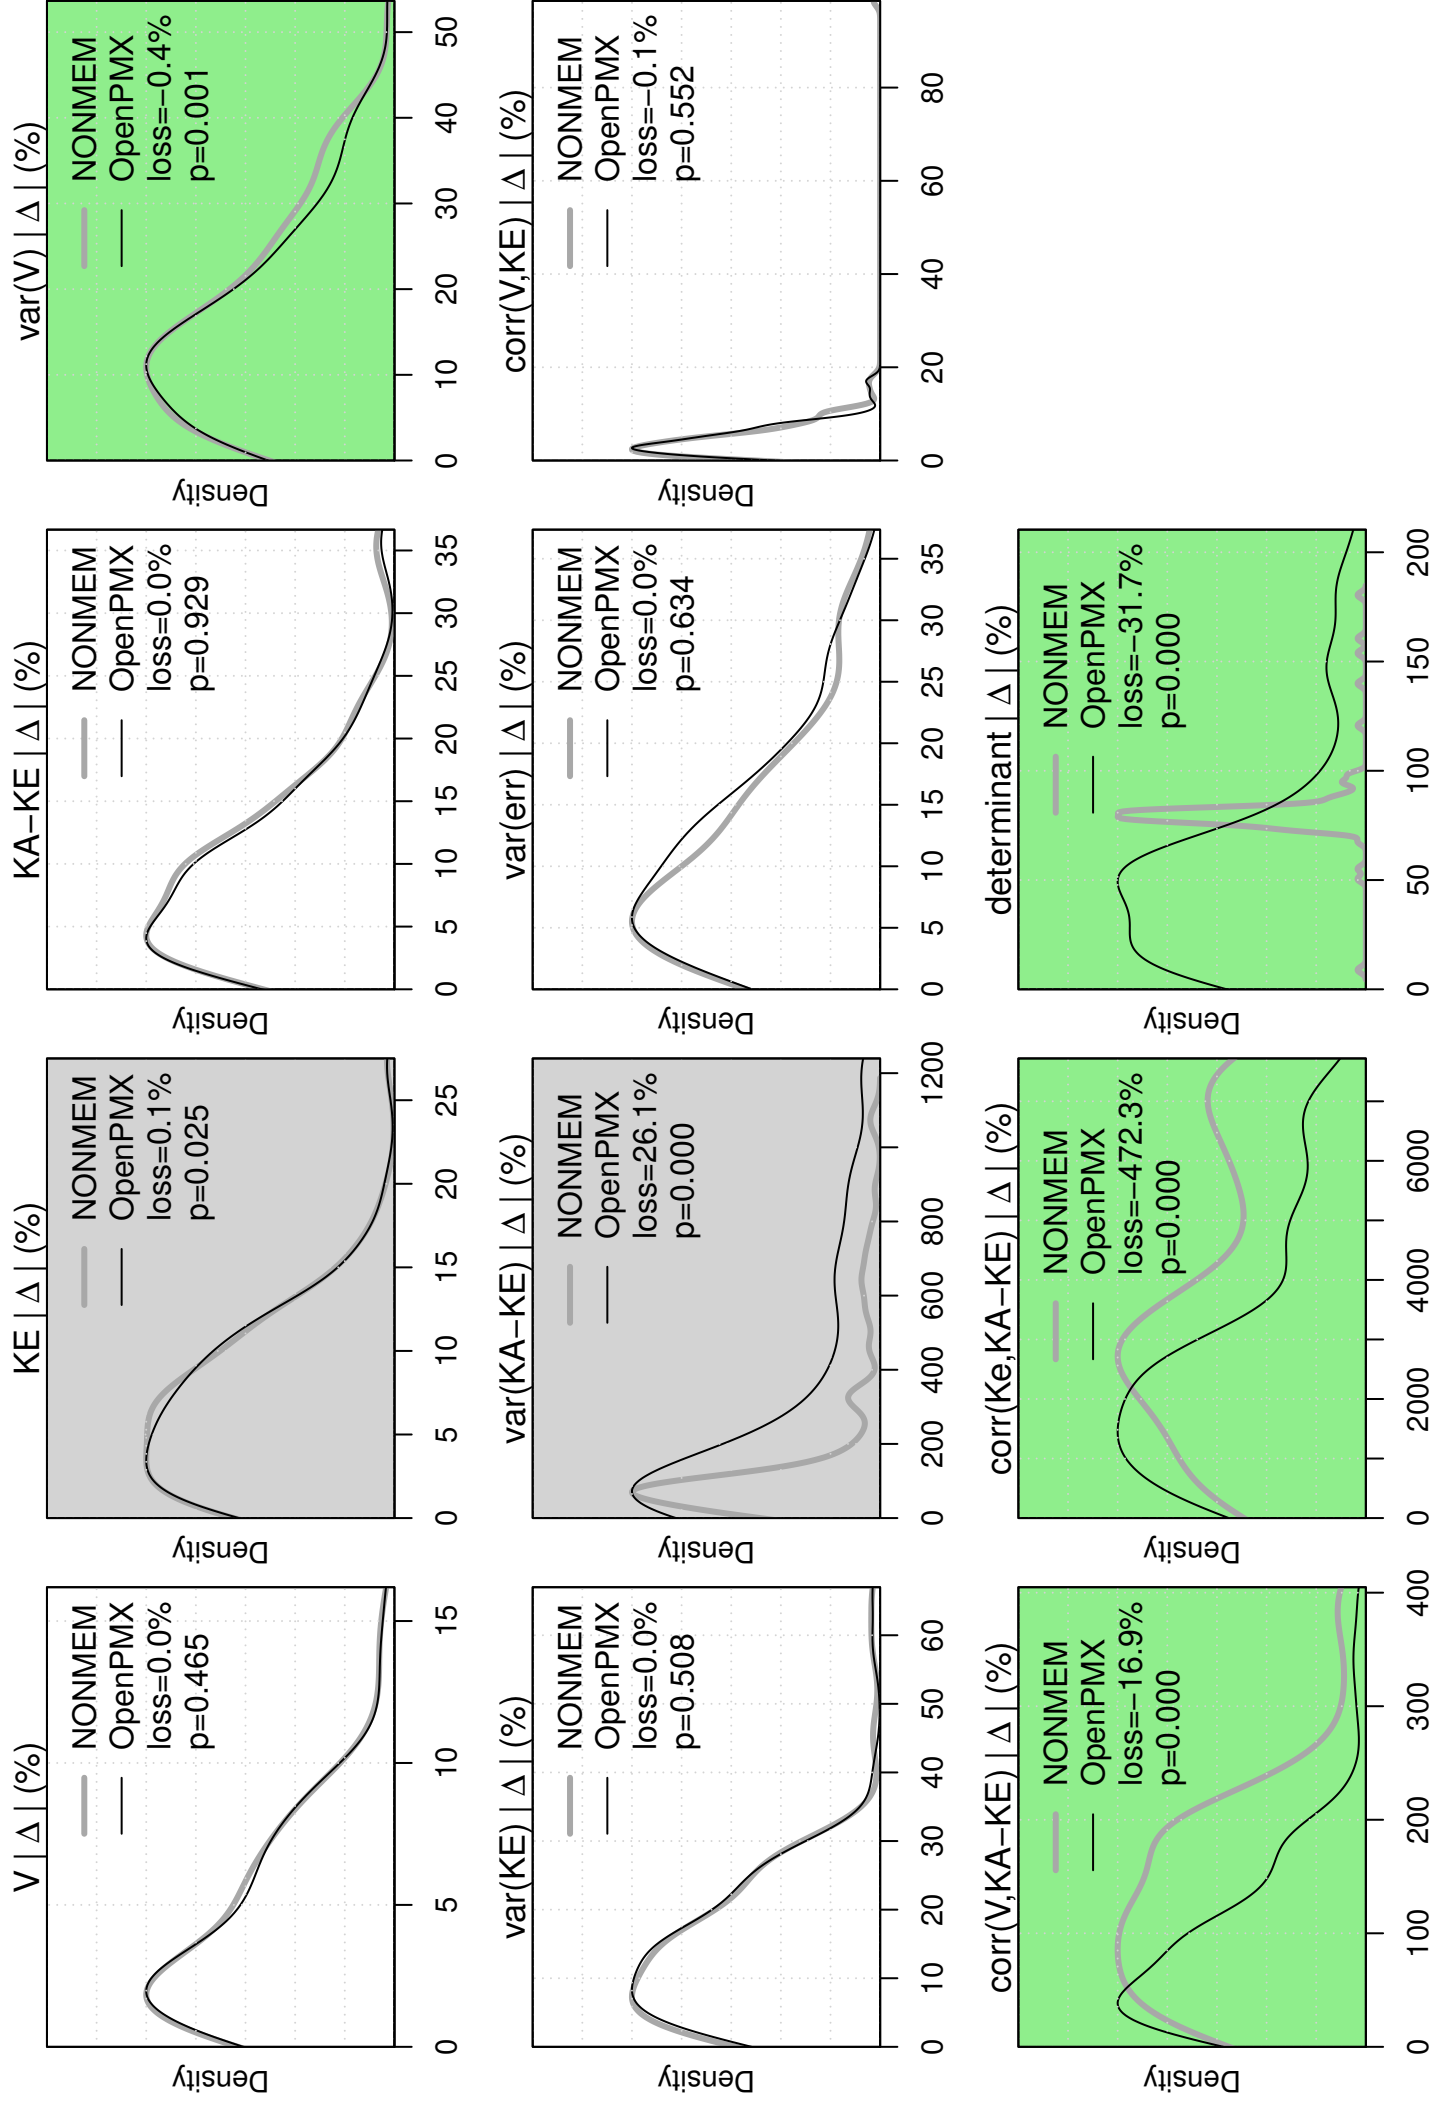 V | Δ | (%)
Density
NONMEM
OpenPMX
loss=0.0%
p=0.465
0 5 10 15
KE | Δ | (%)
Density
NONMEM
OpenPMX
loss=0.1%
p=0.025
0 5 10 15 20 25
KA−KE | Δ | (%)
Density
NONMEM
OpenPMX
loss=0.0%
p=0.929
0 5 10 15 20 25 30 35
var(V) | Δ | (%)
Density
NONMEM
OpenPMX
loss=−0.4%
p=0.001
0 10 20 30 40 50
var(KE) | Δ | (%)
Density
NONMEM
OpenPMX
loss=0.0%
p=0.508
0 10 20 30 40 50 60
var(KA−KE) | Δ | (%)
Density
NONMEM
OpenPMX
loss=26.1%
p=0.000
0 200 400 600 800 1200
var(err) | Δ | (%)
Density
NONMEM
OpenPMX
loss=0.0%
p=0.634
0 5 10 15 20 25 30 35
corr(V,KE) | Δ | (%)
Density
NONMEM
OpenPMX
loss=−0.1%
p=0.552
0 20 40 60 80
corr(V,KA−KE) | Δ | (%)
Density
NONMEM
OpenPMX
loss=−16.9%
p=0.000
0 100 200 300 400
corr(Ke,KA−KE) | Δ | (%)
Density
NONMEM
OpenPMX
loss=−472.3%
p=0.000
0 2000 4000 6000
determinant | Δ | (%)
Density
NONMEM
OpenPMX
loss=−31.7%
p=0.000
0 50 100 150 200